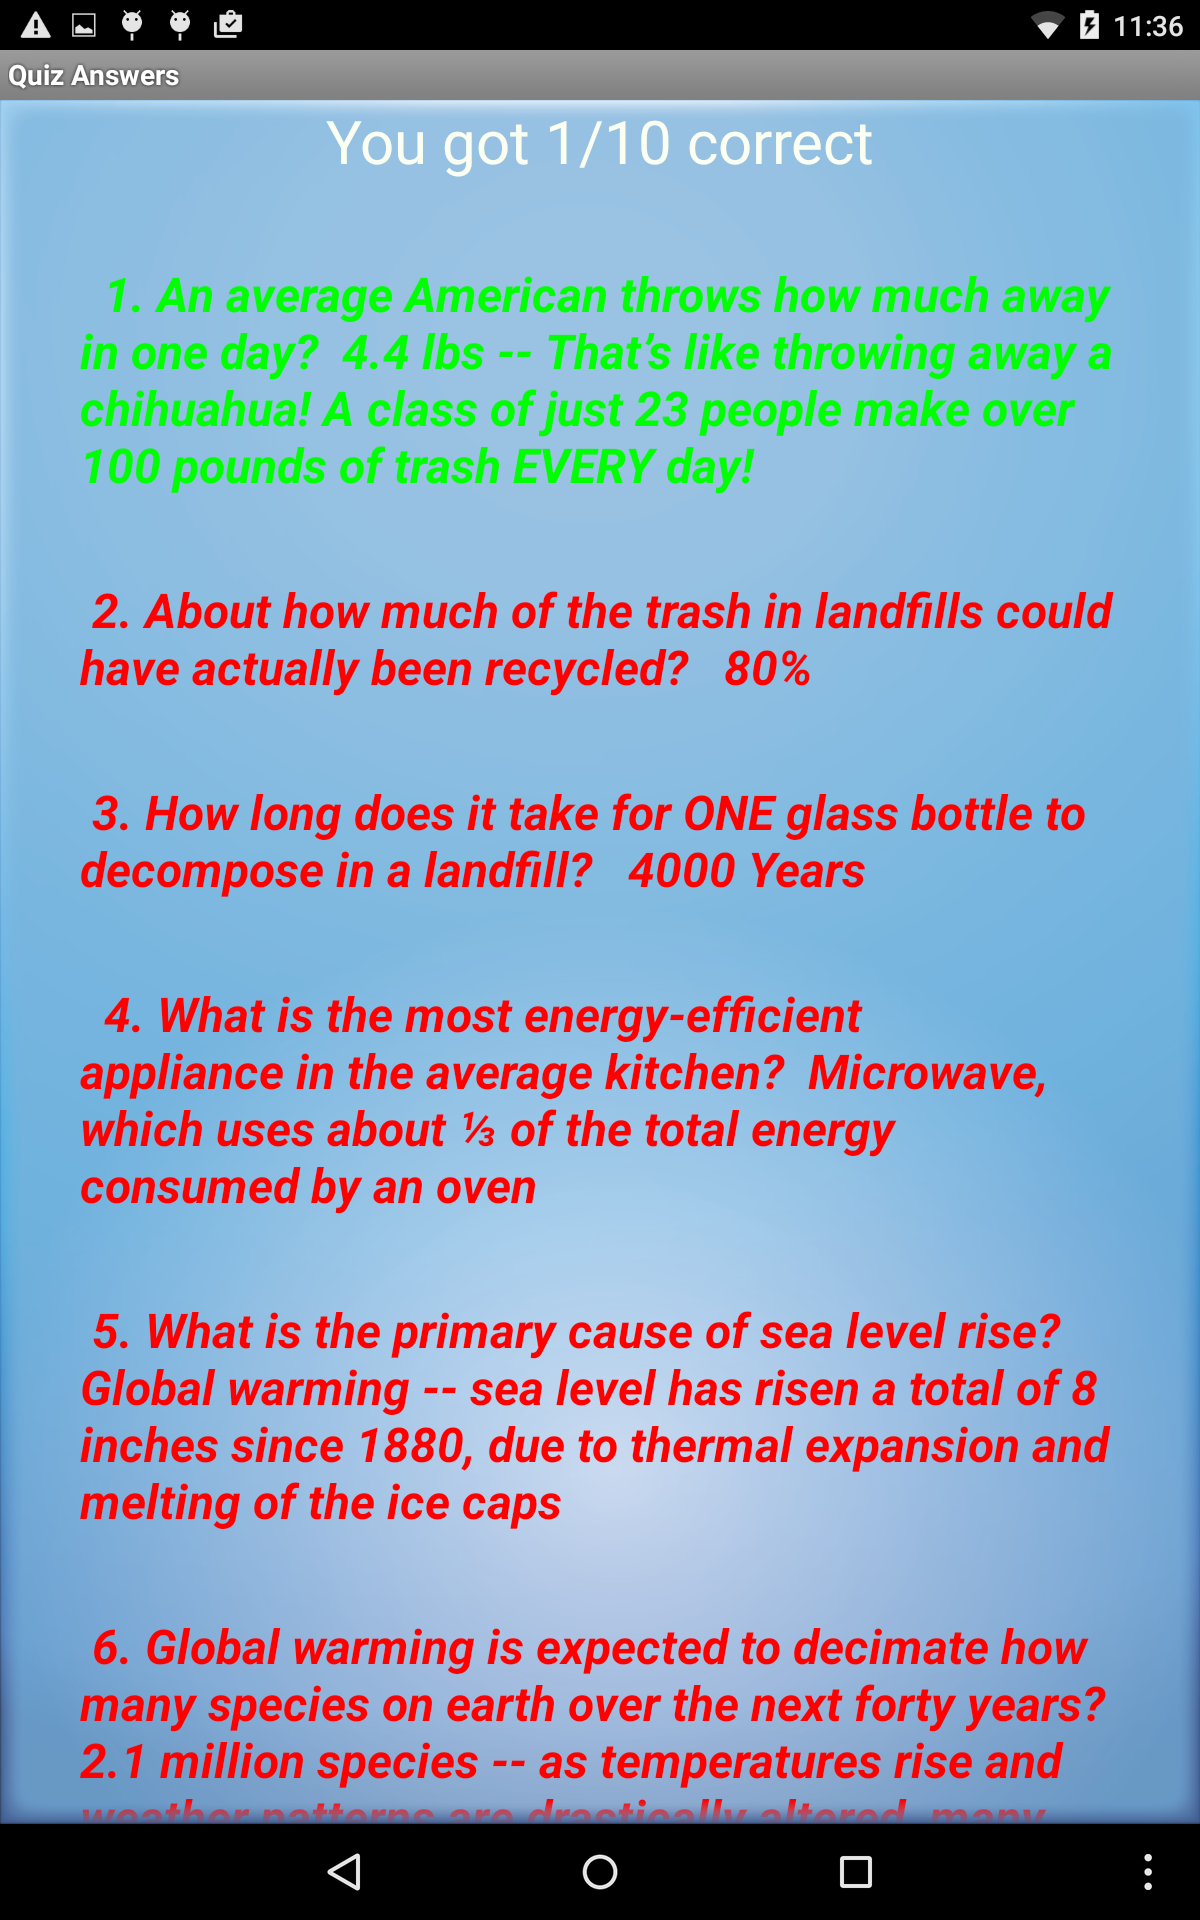 11:36
Quiz Answers
You got 1/10 correct
1. An average American throws how much away
in one day? 4.4 lbs -- That's like throwing away a
chihuahua! A class of just 23 people make over
100 pounds of trash EVERY day!
2. About how much of the trash in landfills could
have actually been recycled? 80%
3. How long does it take for ONE glass bottle to
decompose in a landfill? 4000 Years
4. What is the most energy-efficient
appliance in the average kitchen? Microwave,
which uses about ⅓ of the total energy
consumed by an oven
5. What is the primary cause of sea level rise?
Global warming -- sea level has risen a total of 8
inches since 1880, due to thermal expansion and
melting of the ice caps
6. Global warming is expected to decimate how
many species on earth over the next forty years?
2.1 million species -- as temperatures rise and
weather patterns are drastically altered, many